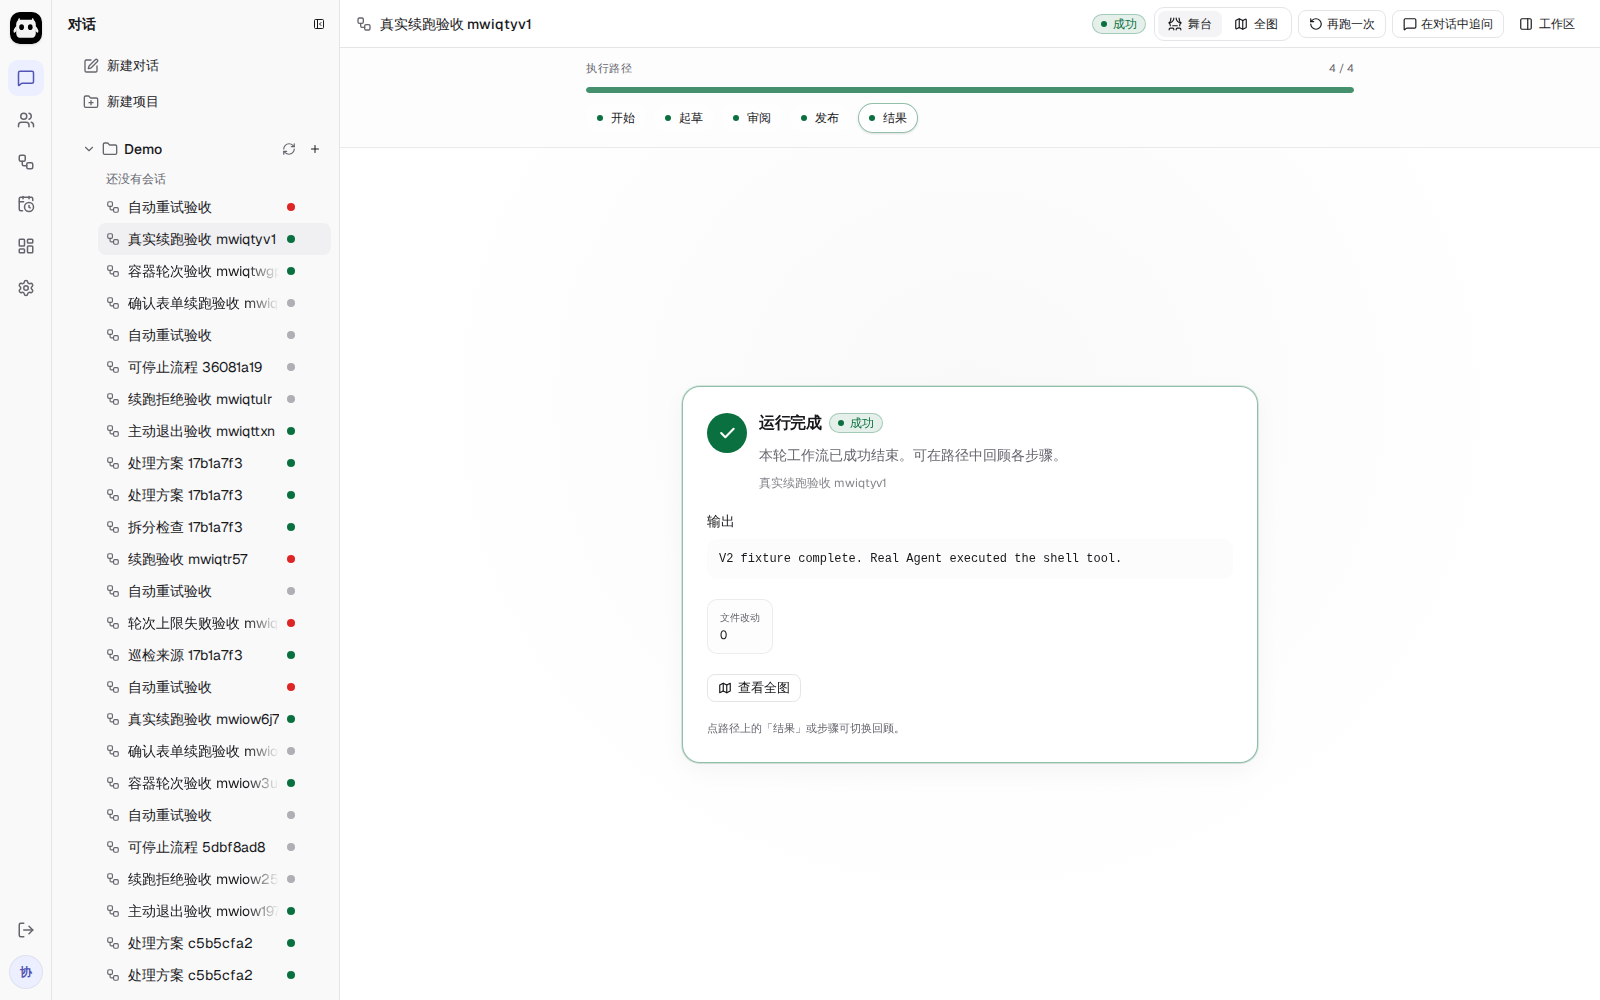 对话
新建对话
新建项目
Demo
还没有会话
自动重试验收
真实续跑验收 mwiqtyv1
容器轮次验收 mwiqtwg
确认表单续跑验收 mwiq
自动重试验收
可停止流程 36081a19
续跑拒绝验收 mwiqtulr
主动退出验收 mwiqttxn
处理方案 17b1a7f3
处理方案 17b1a7f3
拆分检查 17b1a7f3
续跑验收 mwiqtr57
自动重试验收
轮次上限失败验收 mwiq
巡检来源 17b1a7f3
自动重试验收
真实续跑验收 mwiow6j7
确认表单续跑验收 mwio
容器轮次验收 mwiow3u
自动重试验收
可停止流程 5dbf8ad8
续跑拒绝验收 mwiow25
主动退出验收 mwiow19
处理方案 c5b5cfa2
处理方案 c5b5cfa2
协
真实续跑验收 mwiqtyv1
成功
舞台
全图
再跑一次
在对话中追问
工作区
执行路径
4 / 4
开始
起草
审阅
发布
结果
运行完成
成功
本轮工作流已成功结束。可在路径中回顾各步骤。
真实续跑验收 mwiqtyv1
输出
V2 fixture complete. Real Agent executed the shell tool.
文件改动
0
查看全图
点路径上的「结果」或步骤可切换回顾。